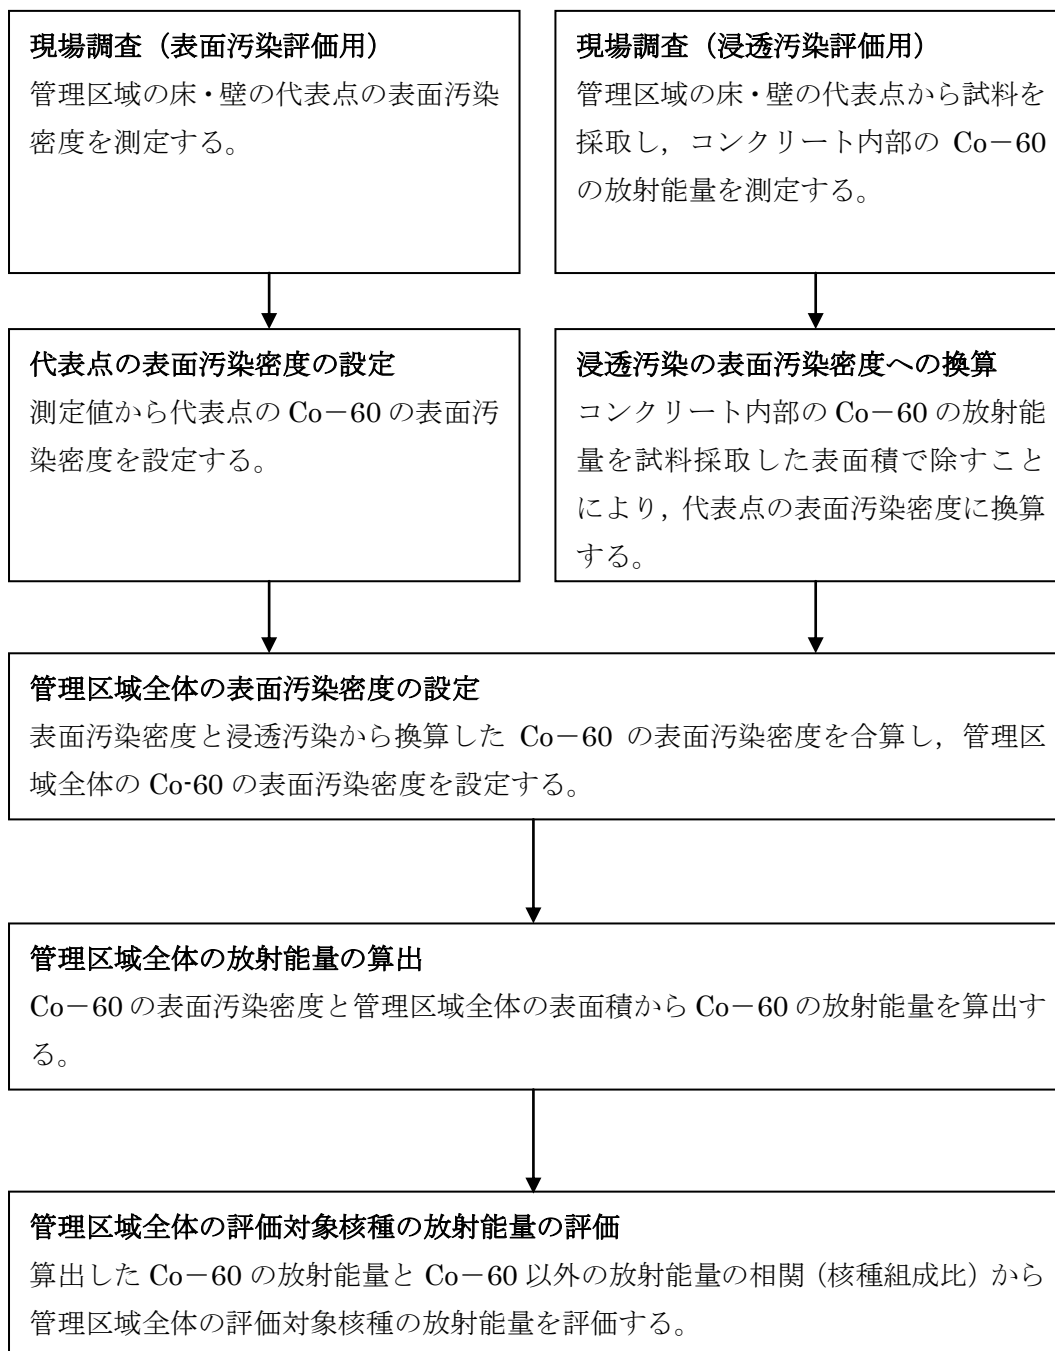 現場調査（表面汚染評価用）
管理区域の床・壁の代表点の表面汚染
密度を測定する。
現場調査（浸透汚染評価用）
管理区域の床・壁の代表点から試料を
採取し，コンクリート内部の Co－60
の放射能量を測定する。
代表点の表面汚染密度の設定
測定値から代表点の Co－60 の表面汚
染密度を設定する。
浸透汚染の表面汚染密度への換算
コンクリート内部の Co－60 の放射能
量を試料採取した表面積で除すこと
により，代表点の表面汚染密度に換算
する。
管理区域全体の表面汚染密度の設定
表面汚染密度と浸透汚染から換算した Co－60 の表面汚染密度を合算し，管理区
域全体の Co-60 の表面汚染密度を設定する。
管理区域全体の放射能量の算出
Co－60 の表面汚染密度と管理区域全体の表面積から Co－60 の放射能量を算出す
る。
管理区域全体の評価対象核種の放射能量の評価
算出した Co－60 の放射能量と Co－60 以外の放射能量の相関（核種組成比）から
管理区域全体の評価対象核種の放射能量を評価する。